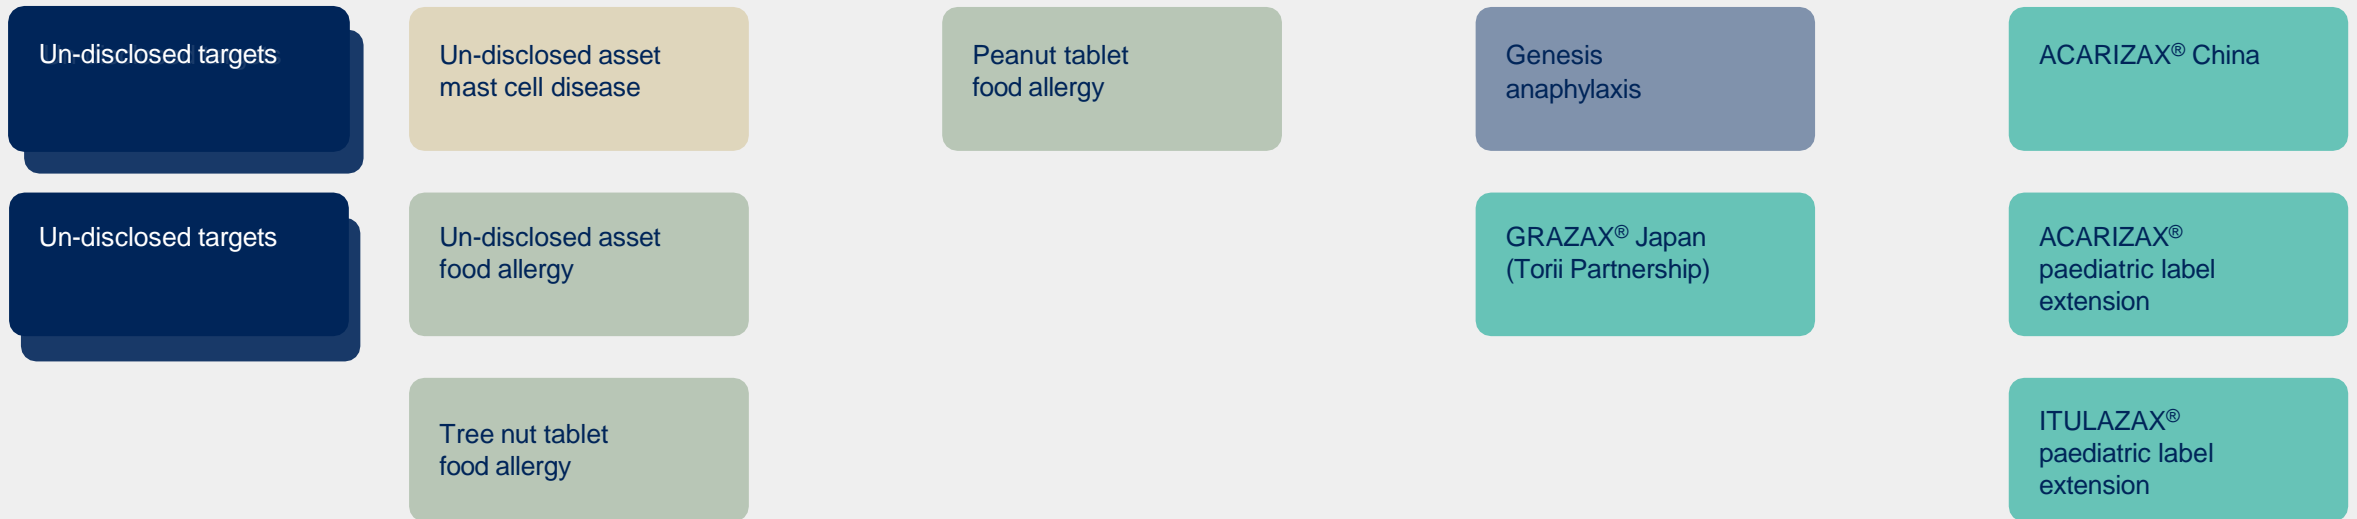 Un-disclosed targets
Un-disclosed asset
mast cell disease
Peanut tablet
food allergy
Genesis
anaphylaxis
ACARIZAX® China
Un-disclosed targets
Un-disclosed asset
food allergy
GRAZAX® Japan
(Torii Partnership)
ACARIZAX®
paediatric label
extension
Tree nut tablet
food allergy
ITULAZAX®
paediatric label
extension